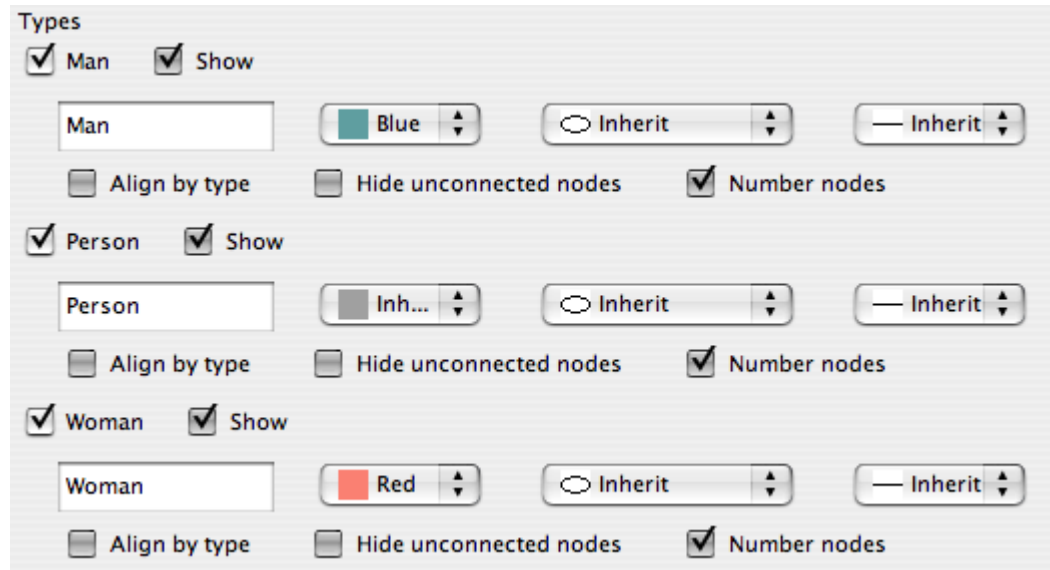 Types
Man Show
Man Blue Inherit Inherit
Align by type Hide unconnected nodes Number nodes
Person Show
Person Inh... Inherit Inherit
Align by type Hide unconnected nodes Number nodes
Woman Show
Woman Red Inherit Inherit
Align by type Hide unconnected nodes Number nodes